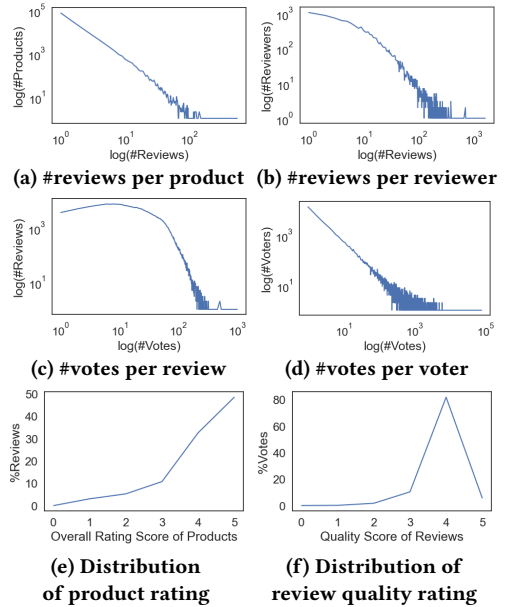 10^5
10^3
10^1
log(#Products)
10^0
10^2
log(#Reviews)
(a) #reviews per product
10^3
10^2
10^1
10^0
log(#Reviewers)
10^0
10^1
10^2
10^3
log(#Reviews)
(b) #reviews per reviewer
10^3
10^1
log(#Reviews)
10^0
10^1
10^2
10^3
log(#Votes)
(c) #votes per review
10^3
10^1
log(#Voters)
10^1
10^3
10^5
log(#Votes)
(d) #votes per voter
50
40
30
20
10
0
%Reviews
0 1 2 3 4 5
Overall Rating Score of Products
(e) Distribution
of product rating
80
60
40
20
0
%Votes
0 1 2 3 4 5
Quality Score of Reviews
(f) Distribution of
review quality rating